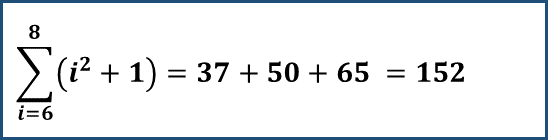 8
∑(i² + 1) = 37 + 50 + 65 = 152
i=6